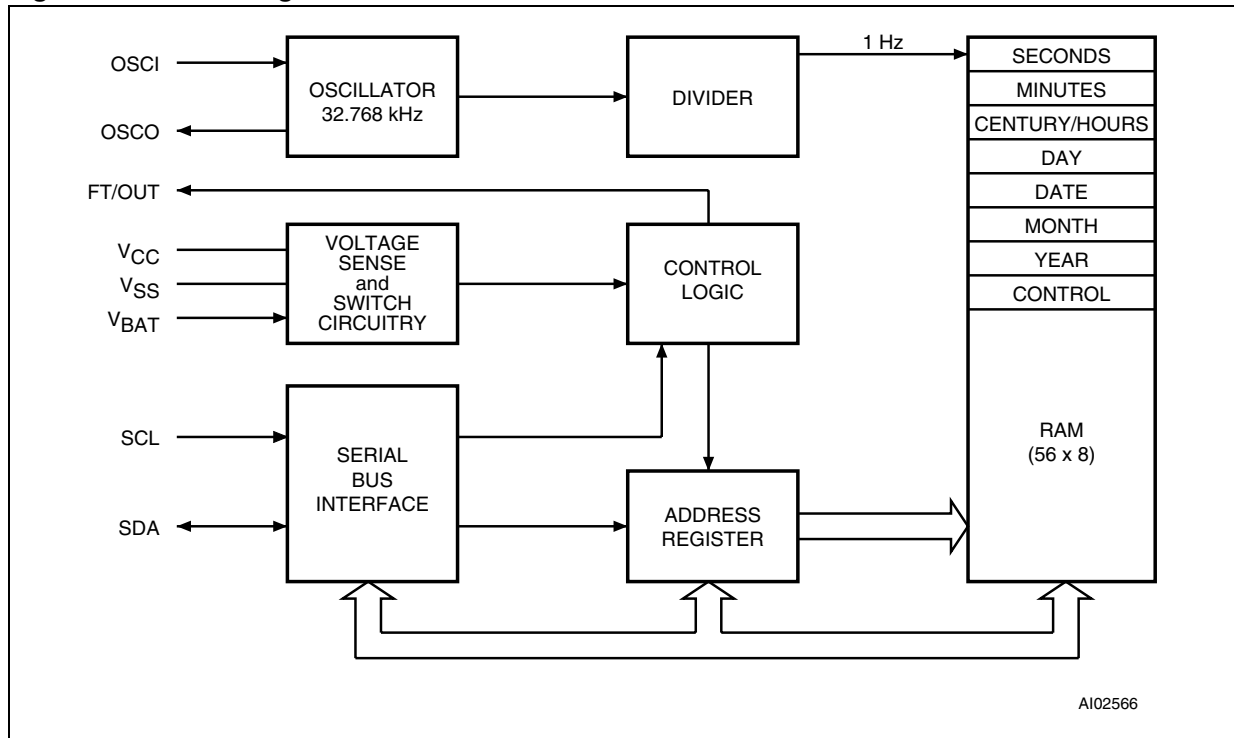 1 Hz
OSCI
OSCO
OSCILLATOR
32.768 kHz
DIVIDER
SECONDS
MINUTES
CENTURY/HOURS
DAY
DATE
MONTH
YEAR
CONTROL
RAM
(56 x 8)
FT/OUT
VCC
VSS
VBAT
VOLTAGE
SENSE
and
SWITCH
CIRCUITRY
CONTROL
LOGIC
SCL
SDA
SERIAL
BUS
INTERFACE
ADDRESS
REGISTER
AI02566